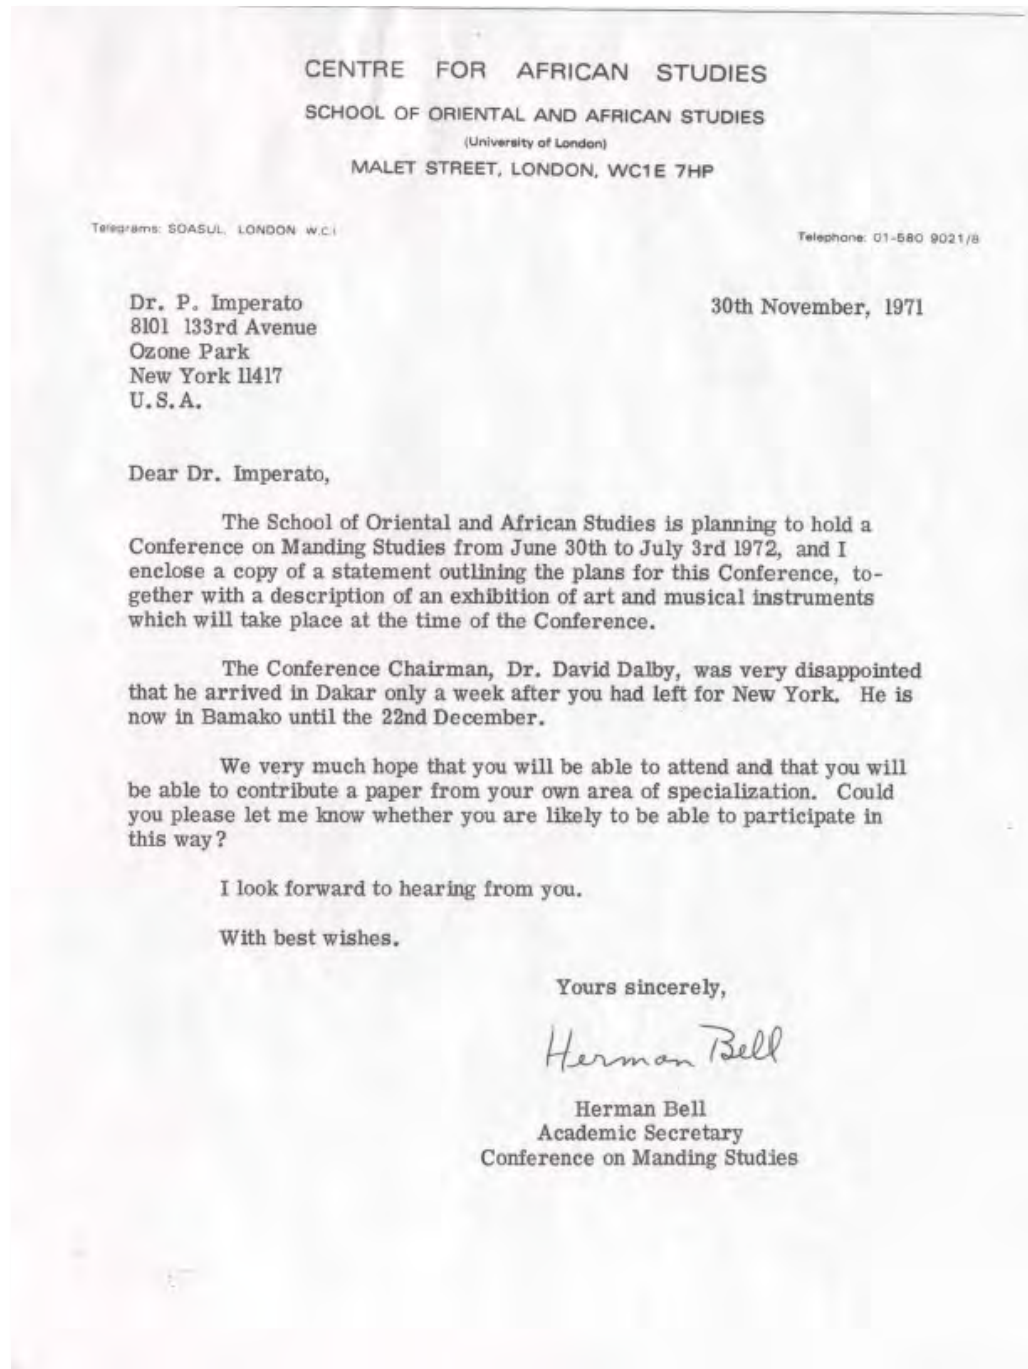 CENTRE FOR AFRICAN STUDIES
SCHOOL OF ORIENTAL AND AFRICAN STUDIES
(University of London)
MALET STREET, LONDON, WC1E 7HP
Telegrams: SOASUL, LONDON W.C.1
Telephone: 01-580 9021/8
Dr. P. Imperato
30th November, 1971
8101 133rd Avenue
Ozone Park
New York 11417
U.S.A.
Dear Dr. Imperato,
The School of Oriental and African Studies is planning to hold a
Conference on Manding Studies from June 30th to July 3rd 1972, and I
enclose a copy of a statement outlining the plans for this Conference, to-
gether with a description of an exhibition of art and musical instruments
which will take place at the time of the Conference.
The Conference Chairman, Dr. David Dalby, was very disappointed
that he arrived in Dakar only a week after you had left for New York. He is
now in Bamako until the 22nd December.
We very much hope that you will be able to attend and that you will
be able to contribute a paper from your own area of specialization. Could
you please let me know whether you are likely to be able to participate in
this way?
I look forward to hearing from you.
With best wishes.
Yours sincerely,
Herman Bell
Herman Bell
Academic Secretary
Conference on Manding Studies